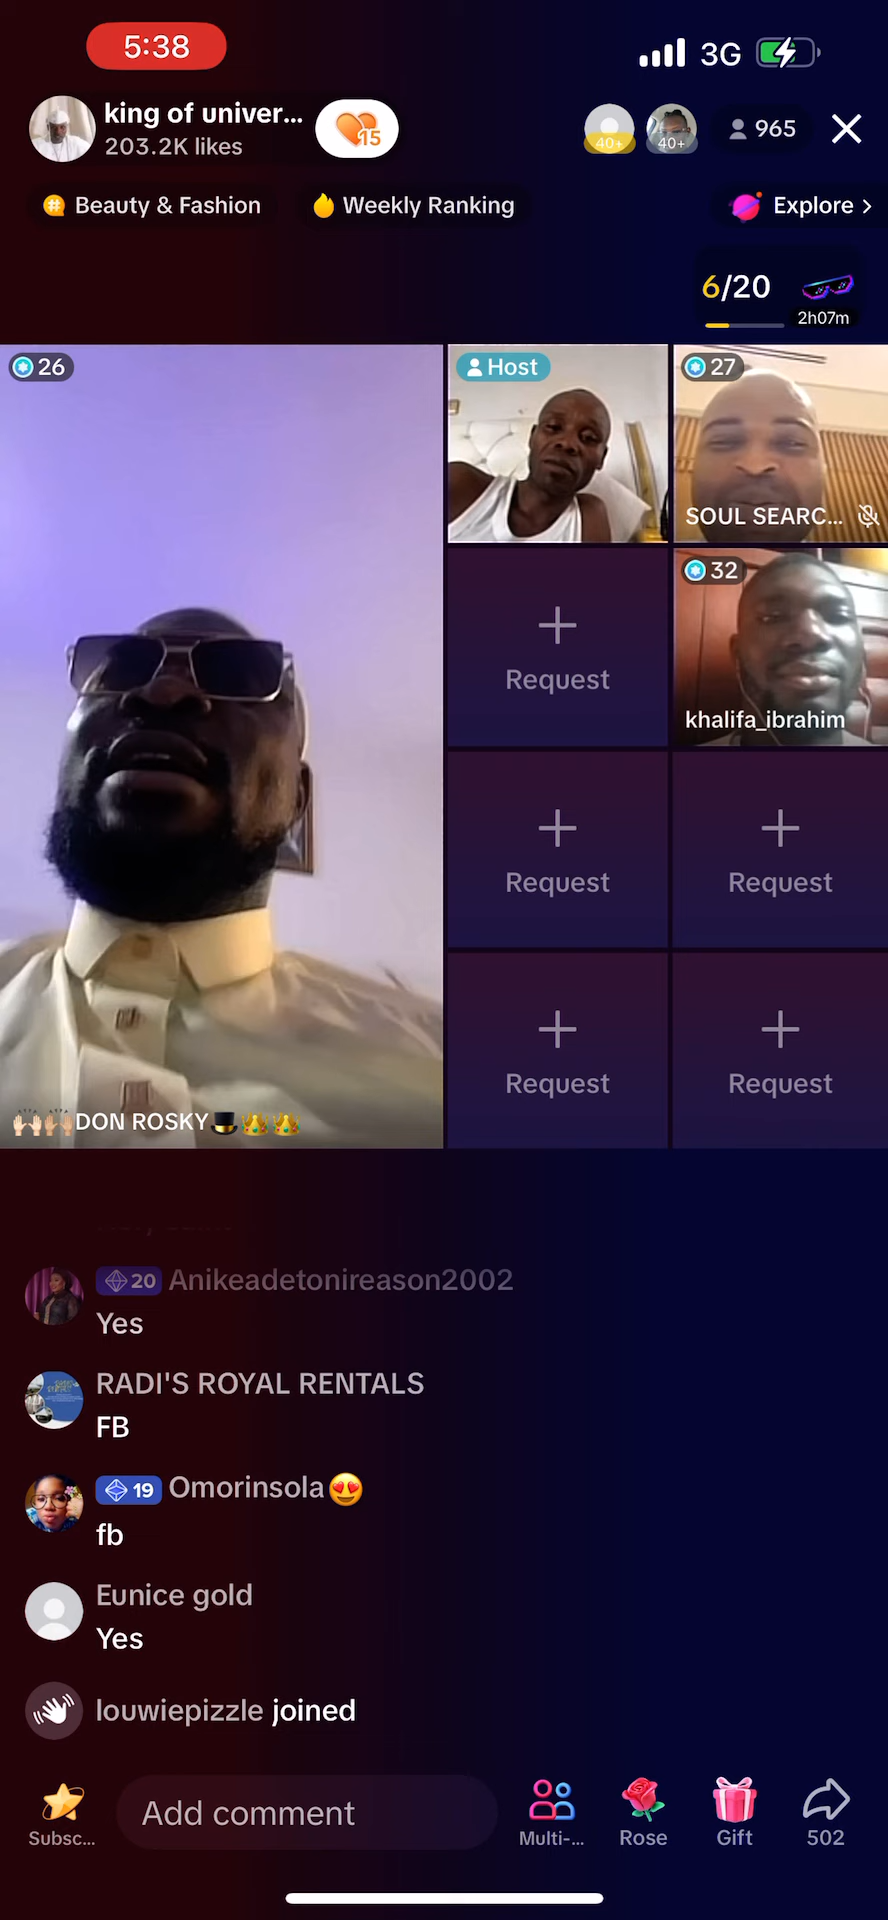 5:38
3G
king of univer...
203.2K likes
15
40+
40+
965
Beauty & Fashion
Weekly Ranking
Explore >
6/20
2h07m
26
Host
27
SOUL SEARC...
Request
32
khalifa_ibrahim
Request
Request
Request
Request
🙌🏻🙌🏽DON ROSKY🎩👑👑
20 Anikeadetonireason2002
Yes
RADI'S ROYAL RENTALS
FB
19 Omorinsola😍
fb
Eunice gold
Yes
louwiepizzle joined
Subsc...
Add comment
Multi-...
Rose
Gift
502